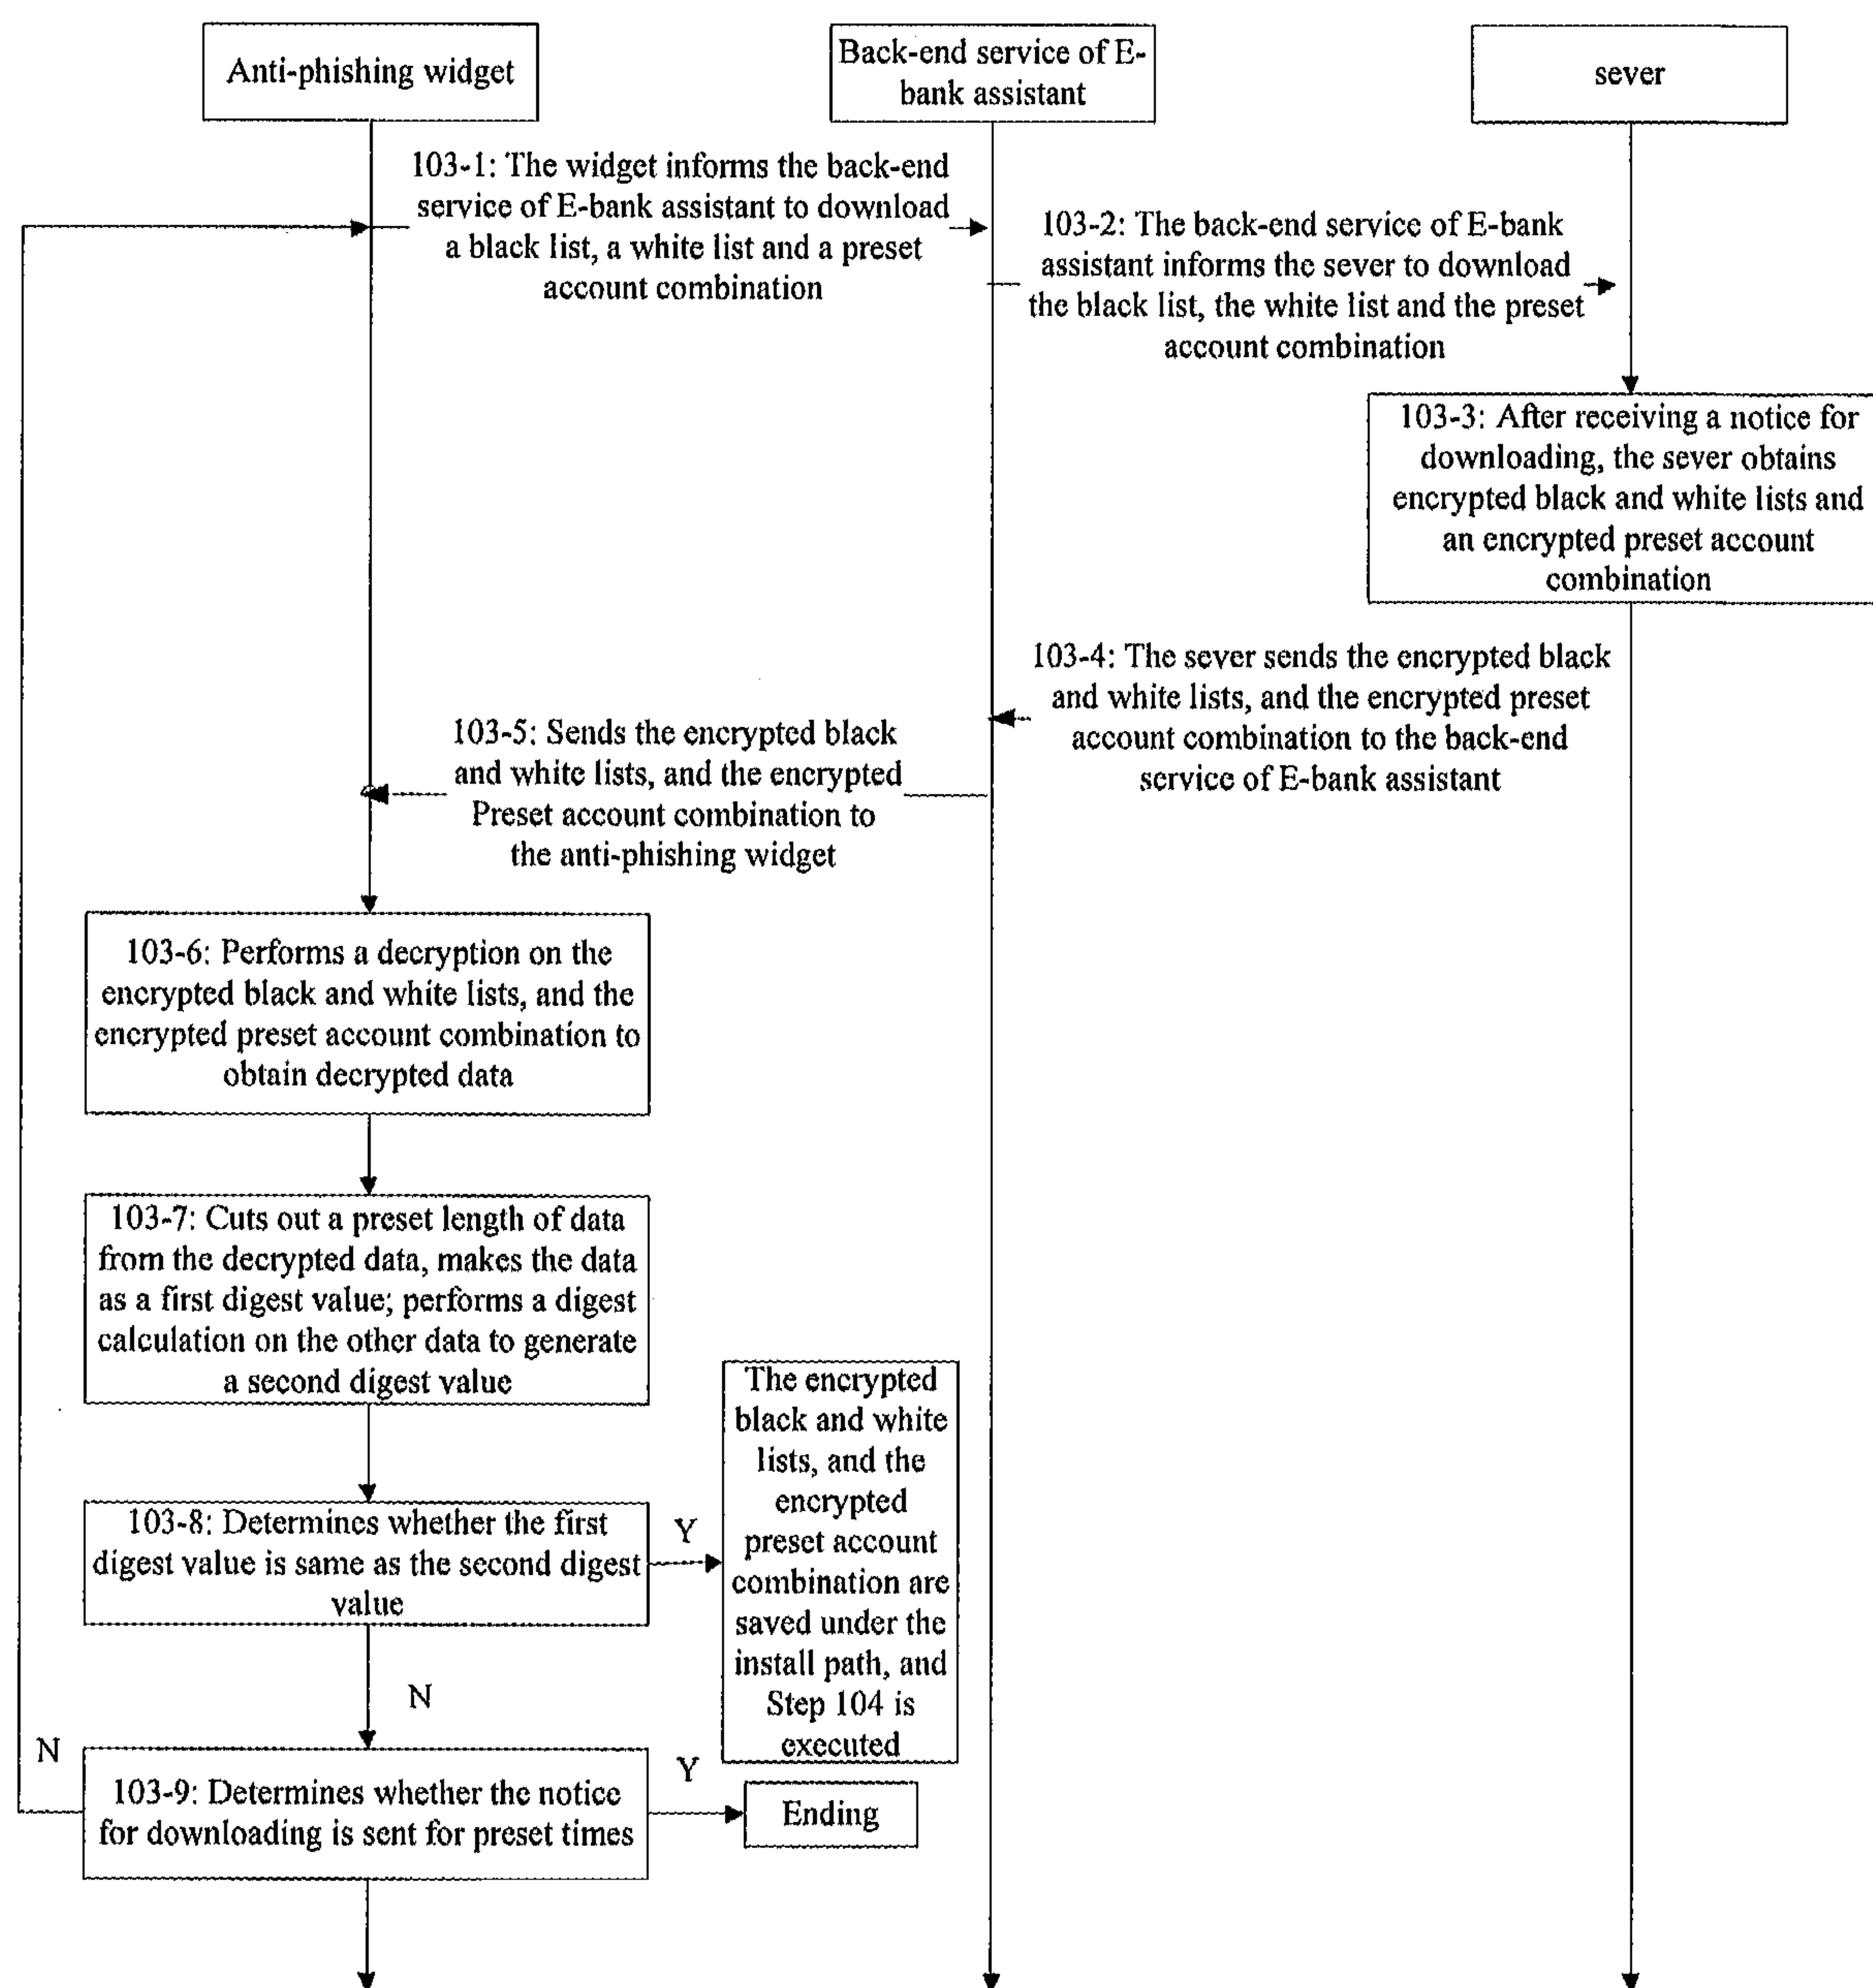 Anti-phishing widget
Back-end service of E-
bank assistant
sever
103-1: The widget informs the back-end
service of E-bank assistant to download
a black list, a white list and a preset
account combination
103-2: The back-end service of E-bank
assistant informs the sever to download
the black list, the white list and the preset
account combination
103-3: After receiving a notice for
downloading, the sever obtains
encrypted black and white lists and
an encrypted preset account
combination
103-4: The sever sends the encrypted black
and white lists, and the encrypted preset
account combination to the back-end
service of E-bank assistant
103-5: Sends the encrypted black
and white lists, and the encrypted
Preset account combination to
the anti-phishing widget
103-6: Performs a decryption on the
encrypted black and white lists, and the
encrypted preset account combination to
obtain decrypted data
103-7: Cuts out a preset length of data
from the decrypted data, makes the data
as a first digest value; performs a digest
calculation on the other data to generate
a second digest value
103-8: Determines whether the first
digest value is same as the second digest
value
Y
The encrypted
black and white
lists, and the
encrypted
preset account
combination are
saved under the
install path, and
Step 104 is
executed
N
N
103-9: Determines whether the notice
for downloading is sent for preset times
Y
Ending